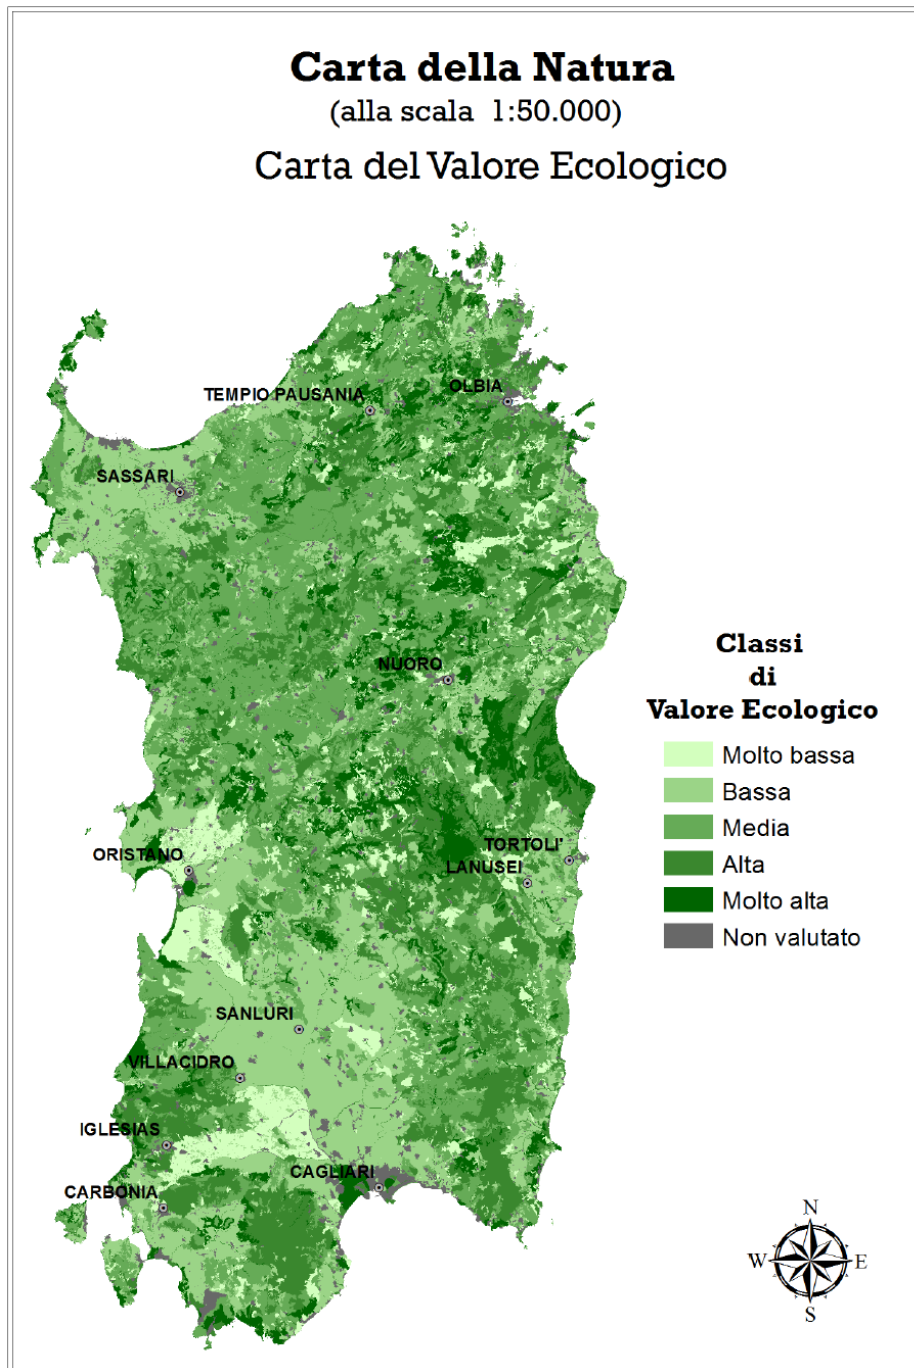 Carta della Natura
(alla scala 1:50.000)
Carta del Valore Ecologico
TEMPIO PAUSANIA
OLBIA
SASSARI
NUORO
Classi
di
Valore Ecologico
Molto bassa
Bassa
Media
Alta
Molto alta
Non valutato
ORISTANO
TORTOLI'
LANUSEI
SANLURI
VILLACIDRO
IGLESIAS
CAGLIARI
CARBONIA
N
W
E
S